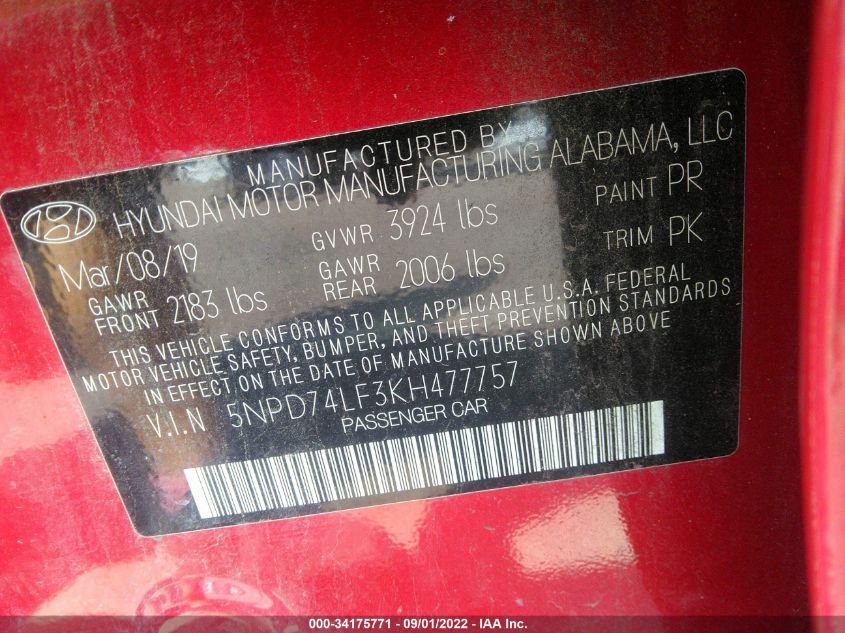 MANUFACTURED BY
HYUNDAI MOTOR MANUFACTURING ALABAMA, LLC
Mar/08/19
GVWR 3924 lbs
PAINT PR
GAWR FRONT 2183 lbs
GAWR REAR 2006 lbs
TRIM PK
THIS VEHICLE CONFORMS TO ALL APPLICABLE U.S.A. FEDERAL
MOTOR VEHICLE SAFETY, BUMPER, AND THEFT PREVENTION STANDARDS
IN EFFECT ON THE DATE OF MANUFACTURE SHOWN ABOVE
V.I.N 5NPD74LF3KH477757
PASSENGER CAR
000-34175771 - 09/01/2022 - IAA Inc.